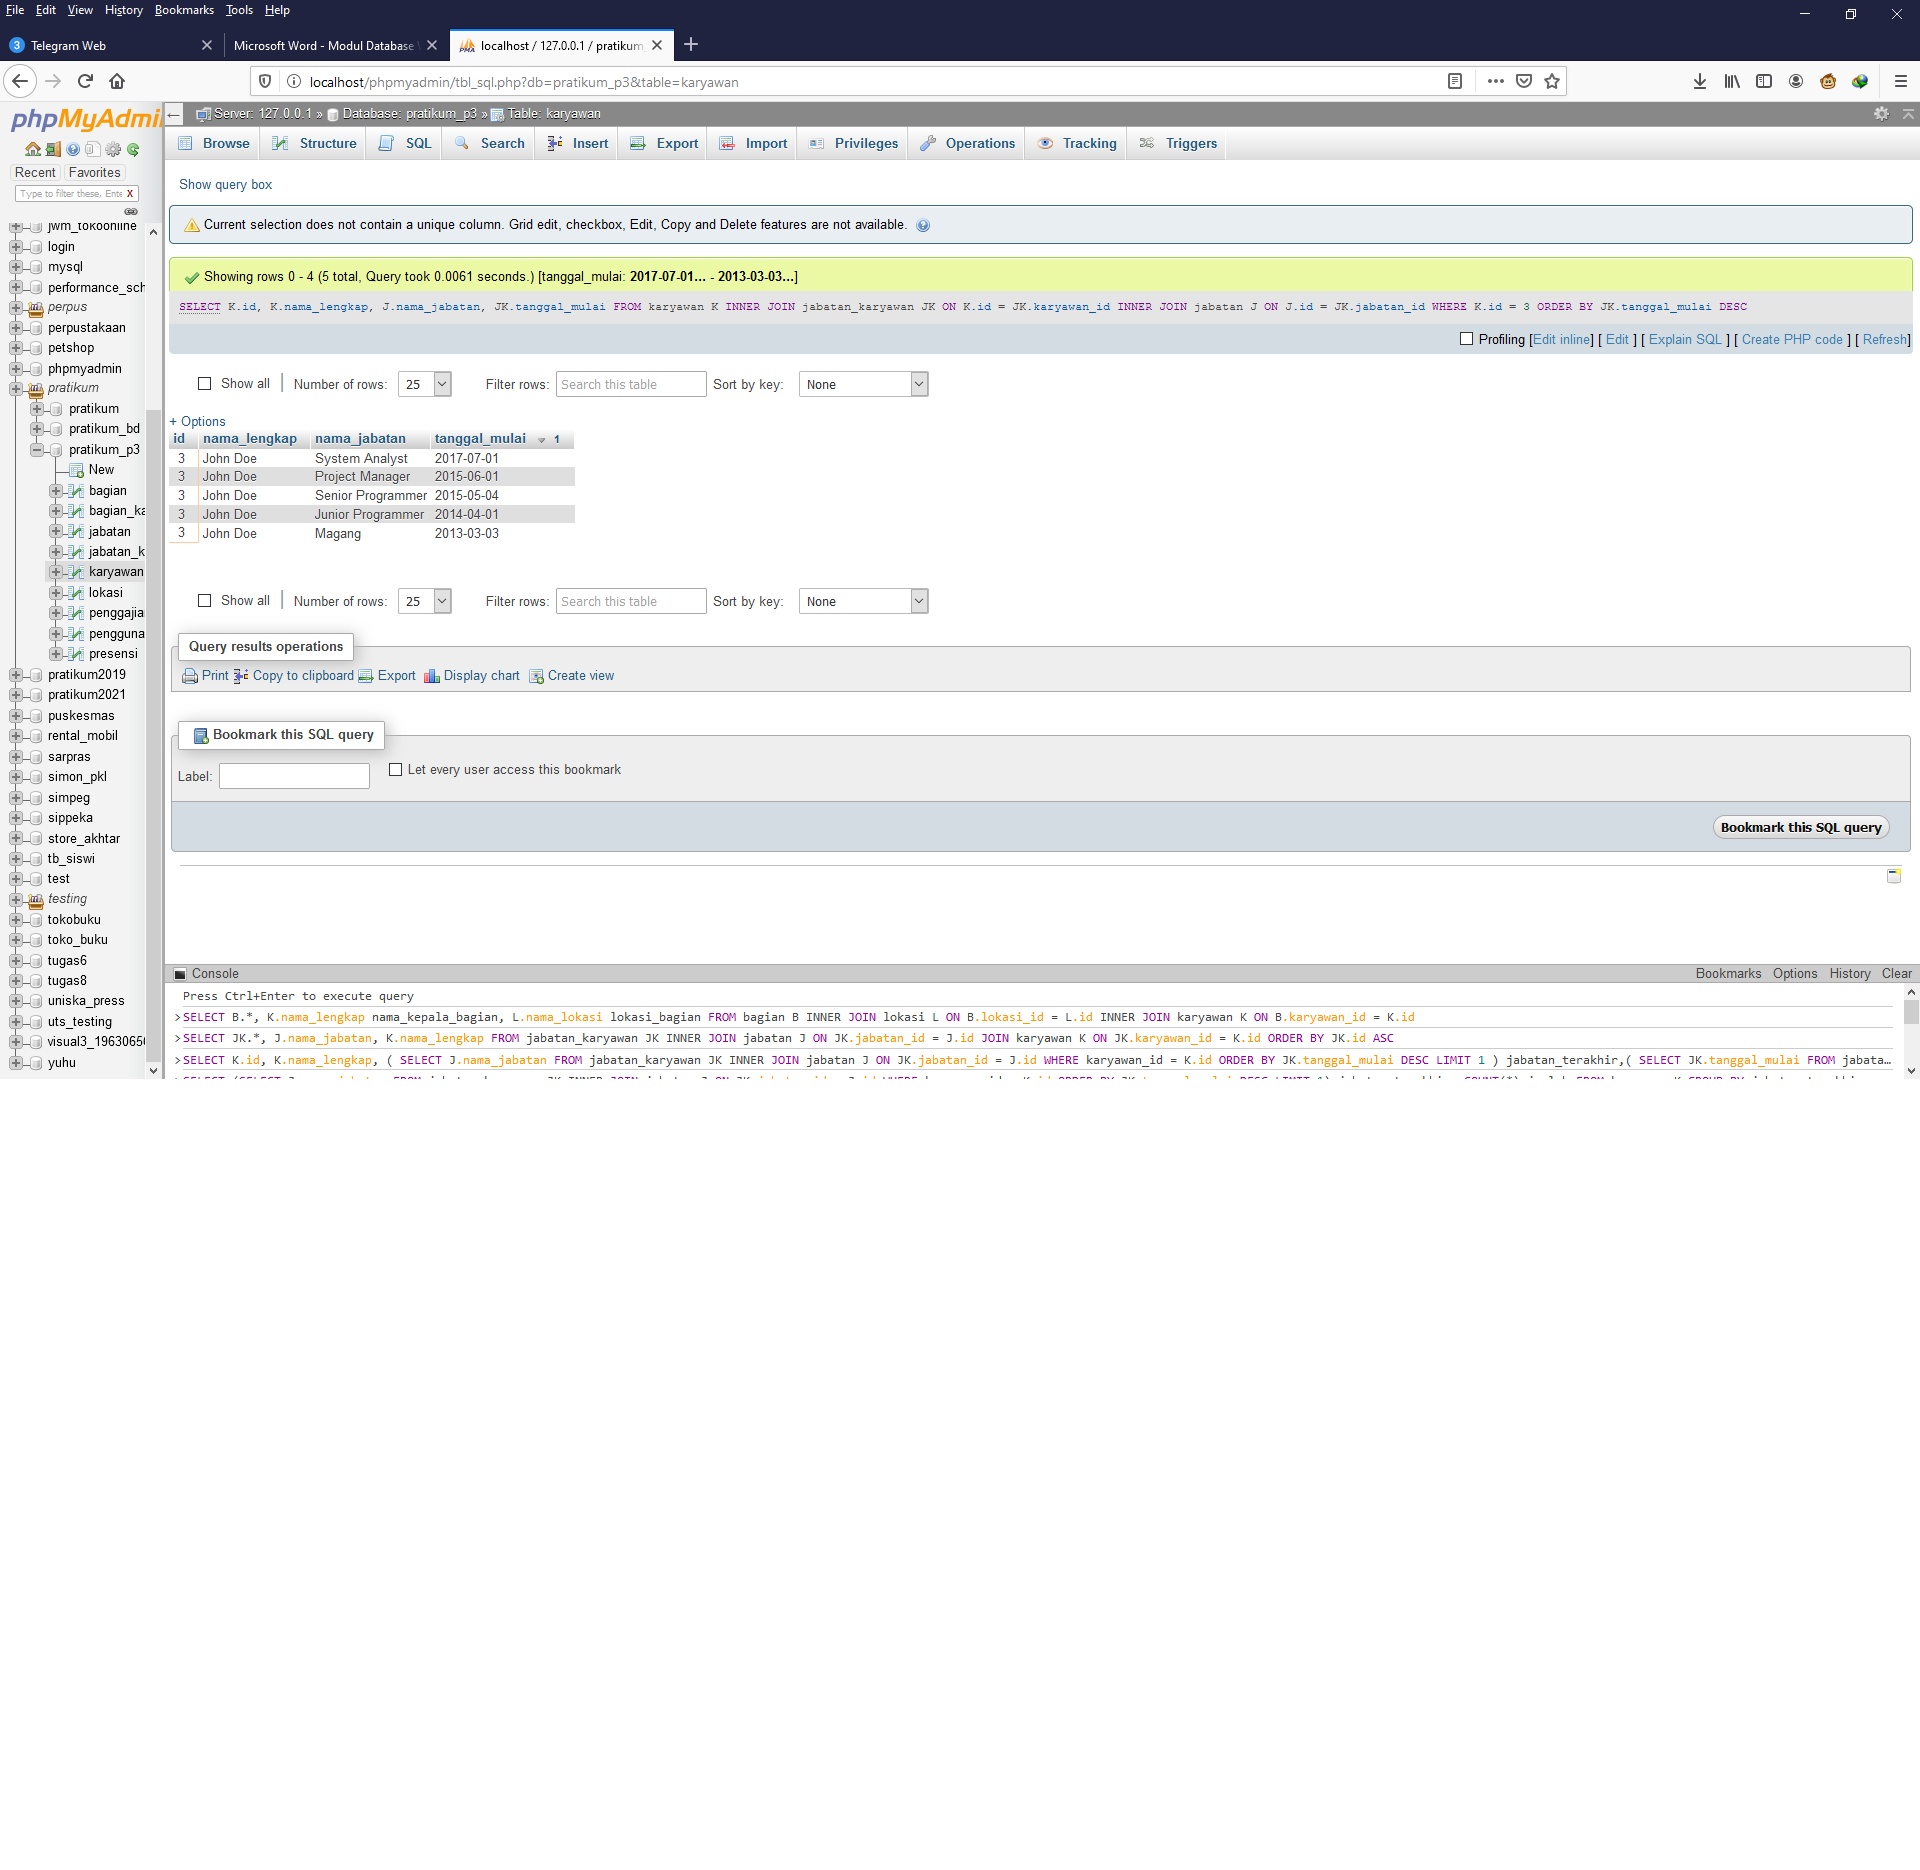 File Edit View History Bookmarks Tools Help
3 Telegram Web
Microsoft Word - Modul Database
localhost / 127.0.0.1 / pratikum_
localhost/phpmyadmin/tbl_sql.php?db=pratikum_p3&table=karyawan
phpMyAdmi
Recent Favorites
Type to filter these, Ente X
jwm_tokoonline
login
mysql
performance_sch
perpus
perpustakaan
petshop
phpmyadmin
pratikum
pratikum
pratikum_bd
pratikum_p3
New
bagian
bagian_ka
jabatan
jabatan_k
karyawan
lokasi
penggajia
pengguna
presensi
pratikum2019
pratikum2021
puskesmas
rental_mobil
sarpras
simon_pkl
simpeg
sippeka
store_akhtar
tb_siswi
test
testing
tokobuku
toko_buku
tugas6
tugas8
uniska_press
uts_testing
visual3_19630650
yuhu
Server: 127.0.0.1 » Database: pratikum_p3 » Table: karyawan
Browse Structure SQL Search Insert Export Import Privileges Operations Tracking Triggers
Show query box
Current selection does not contain a unique column. Grid edit, checkbox, Edit, Copy and Delete features are not available.
Showing rows 0 - 4 (5 total, Query took 0.0061 seconds.) [tanggal_mulai: 2017-07-01... - 2013-03-03...]
SELECT K.id, K.nama_lengkap, J.nama_jabatan, JK.tanggal_mulai FROM karyawan K INNER JOIN jabatan_karyawan JK ON K.id = JK.karyawan_id INNER JOIN jabatan J ON J.id = JK.jabatan_id WHERE K.id = 3 ORDER BY JK.tanggal_mulai DESC
Profiling [Edit inline] [ Edit ] [ Explain SQL ] [ Create PHP code ] [ Refresh]
Show all Number of rows: 25 Filter rows: Search this table Sort by key: None
+ Options
id nama_lengkap nama_jabatan tanggal_mulai 1
3 John Doe System Analyst 2017-07-01
3 John Doe Project Manager 2015-06-01
3 John Doe Senior Programmer 2015-05-04
3 John Doe Junior Programmer 2014-04-01
3 John Doe Magang 2013-03-03
Show all Number of rows: 25 Filter rows: Search this table Sort by key: None
Query results operations
Print Copy to clipboard Export Display chart Create view
Bookmark this SQL query
Label: Let every user access this bookmark
Bookmark this SQL query
Console Bookmarks Options History Clear
Press Ctrl+Enter to execute query
>SELECT B.*, K.nama_lengkap nama_kepala_bagian, L.nama_lokasi lokasi_bagian FROM bagian B INNER JOIN lokasi L ON B.lokasi_id = L.id INNER JOIN karyawan K ON B.karyawan_id = K.id
>SELECT JK.*, J.nama_jabatan, K.nama_lengkap FROM jabatan_karyawan JK INNER JOIN jabatan J ON JK.jabatan_id = J.id JOIN karyawan K ON JK.karyawan_id = K.id ORDER BY JK.id ASC
>SELECT K.id, K.nama_lengkap, ( SELECT J.nama_jabatan FROM jabatan_karyawan JK INNER JOIN jabatan J ON JK.jabatan_id = J.id WHERE karyawan_id = K.id ORDER BY JK.tanggal_mulai DESC LIMIT 1 ) jabatan_terakhir,( SELECT JK.tanggal_mulai FROM jabata…